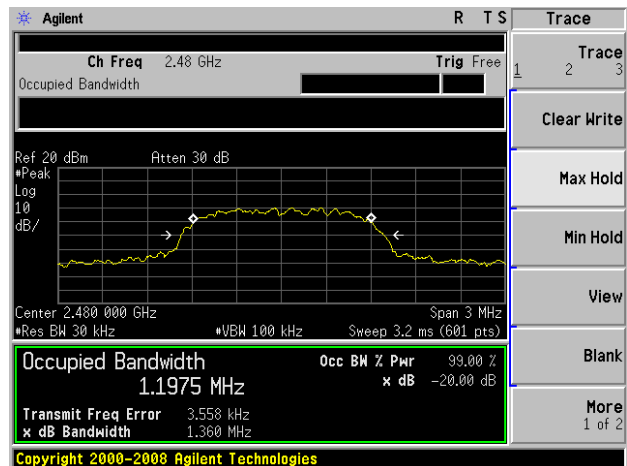 Agilent R T S Trace
Ch Freq 2.48 GHz Trig Free
Occupied Bandwidth
Trace
1 2 3
Clear Write
Max Hold
Min Hold
View
Blank
More
1 of 2
Ref 20 dBm Atten 30 dB
#Peak
Log
10
dB/
Center 2.480 000 GHz Span 3 MHz
#Res BW 30 kHz #VBW 100 kHz Sweep 3.2 ms (601 pts)
Occupied Bandwidth Occ BW % Pwr 99.00 %
1.1975 MHz x dB -20.00 dB
Transmit Freq Error 3.558 kHz
x dB Bandwidth 1.360 MHz
Copyright 2000-2008 Agilent Technologies